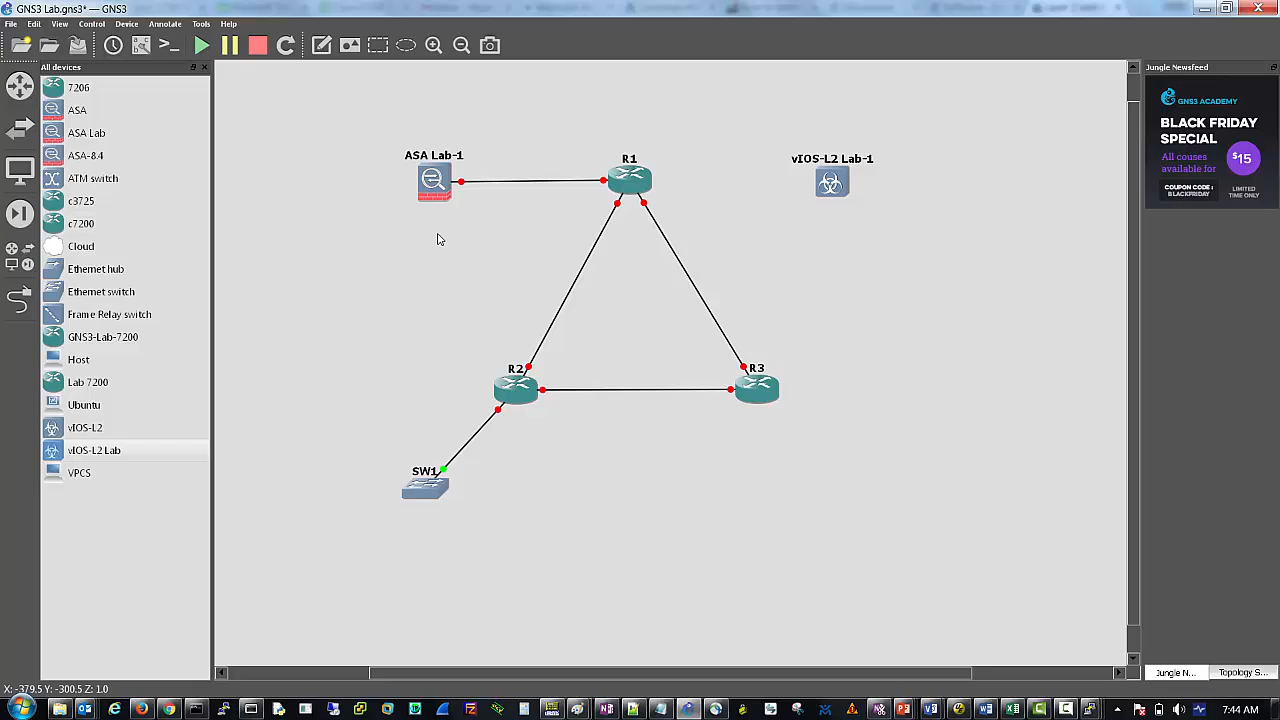 GNS3 Lab.gns3* — GNS3
File Edit View Control Device Annotate Tools Help
All devices
7206
ASA
ASA Lab
ASA-8.4
ATM switch
c3725
c7200
Cloud
Ethernet hub
Ethernet switch
Frame Relay switch
GNS3-Lab-7200
Host
Lab 7200
Ubuntu
vIOS-L2
vIOS-L2 Lab
VPCS
ASA Lab-1
R1
vIOS-L2 Lab-1
R2
R3
SW1
Jungle Newsfeed
GNS3 ACADEMY
BLACK FRIDAY
SPECIAL
All couses
available for
$15
COUPON CODE :
BLACKFRIDAY
LIMITED
TIME ONLY
Jungle N...
Topology S...
X: -379.5 Y: -300.5 Z: 1.0
7:44 AM